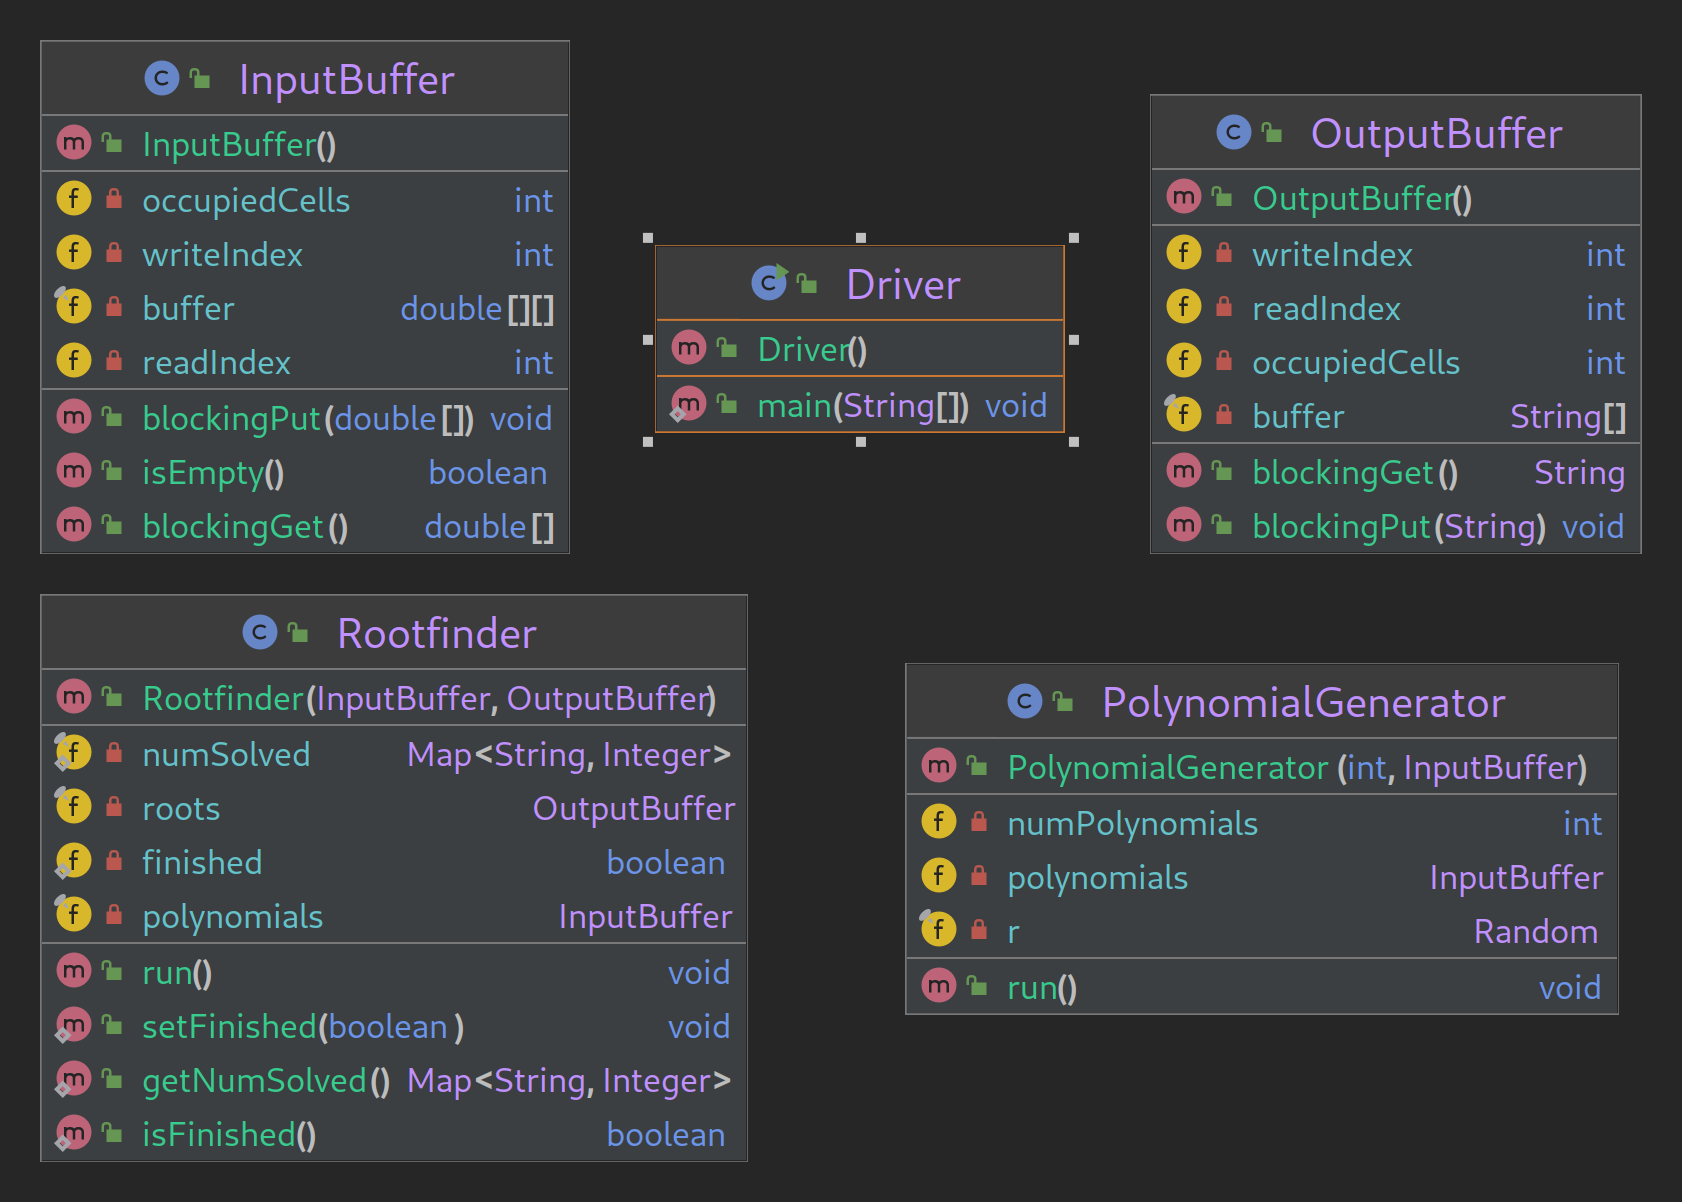 InputBuffer
InputBuffer()
occupiedCells int
writeIndex int
buffer double[][]
readIndex int
blockingPut(double[]) void
isEmpty() boolean
blockingGet() double[]
Driver
Driver()
main(String[]) void
OutputBuffer
OutputBuffer()
writeIndex int
readIndex int
occupiedCells int
buffer String[]
blockingGet() String
blockingPut(String) void
Rootfinder
Rootfinder(InputBuffer, OutputBuffer)
numSolved Map<String, Integer>
roots OutputBuffer
finished boolean
polynomials InputBuffer
run() void
setFinished(boolean) void
getNumSolved() Map<String, Integer>
isFinished() boolean
PolynomialGenerator
PolynomialGenerator(int, InputBuffer)
numPolynomials int
polynomials InputBuffer
r Random
run() void